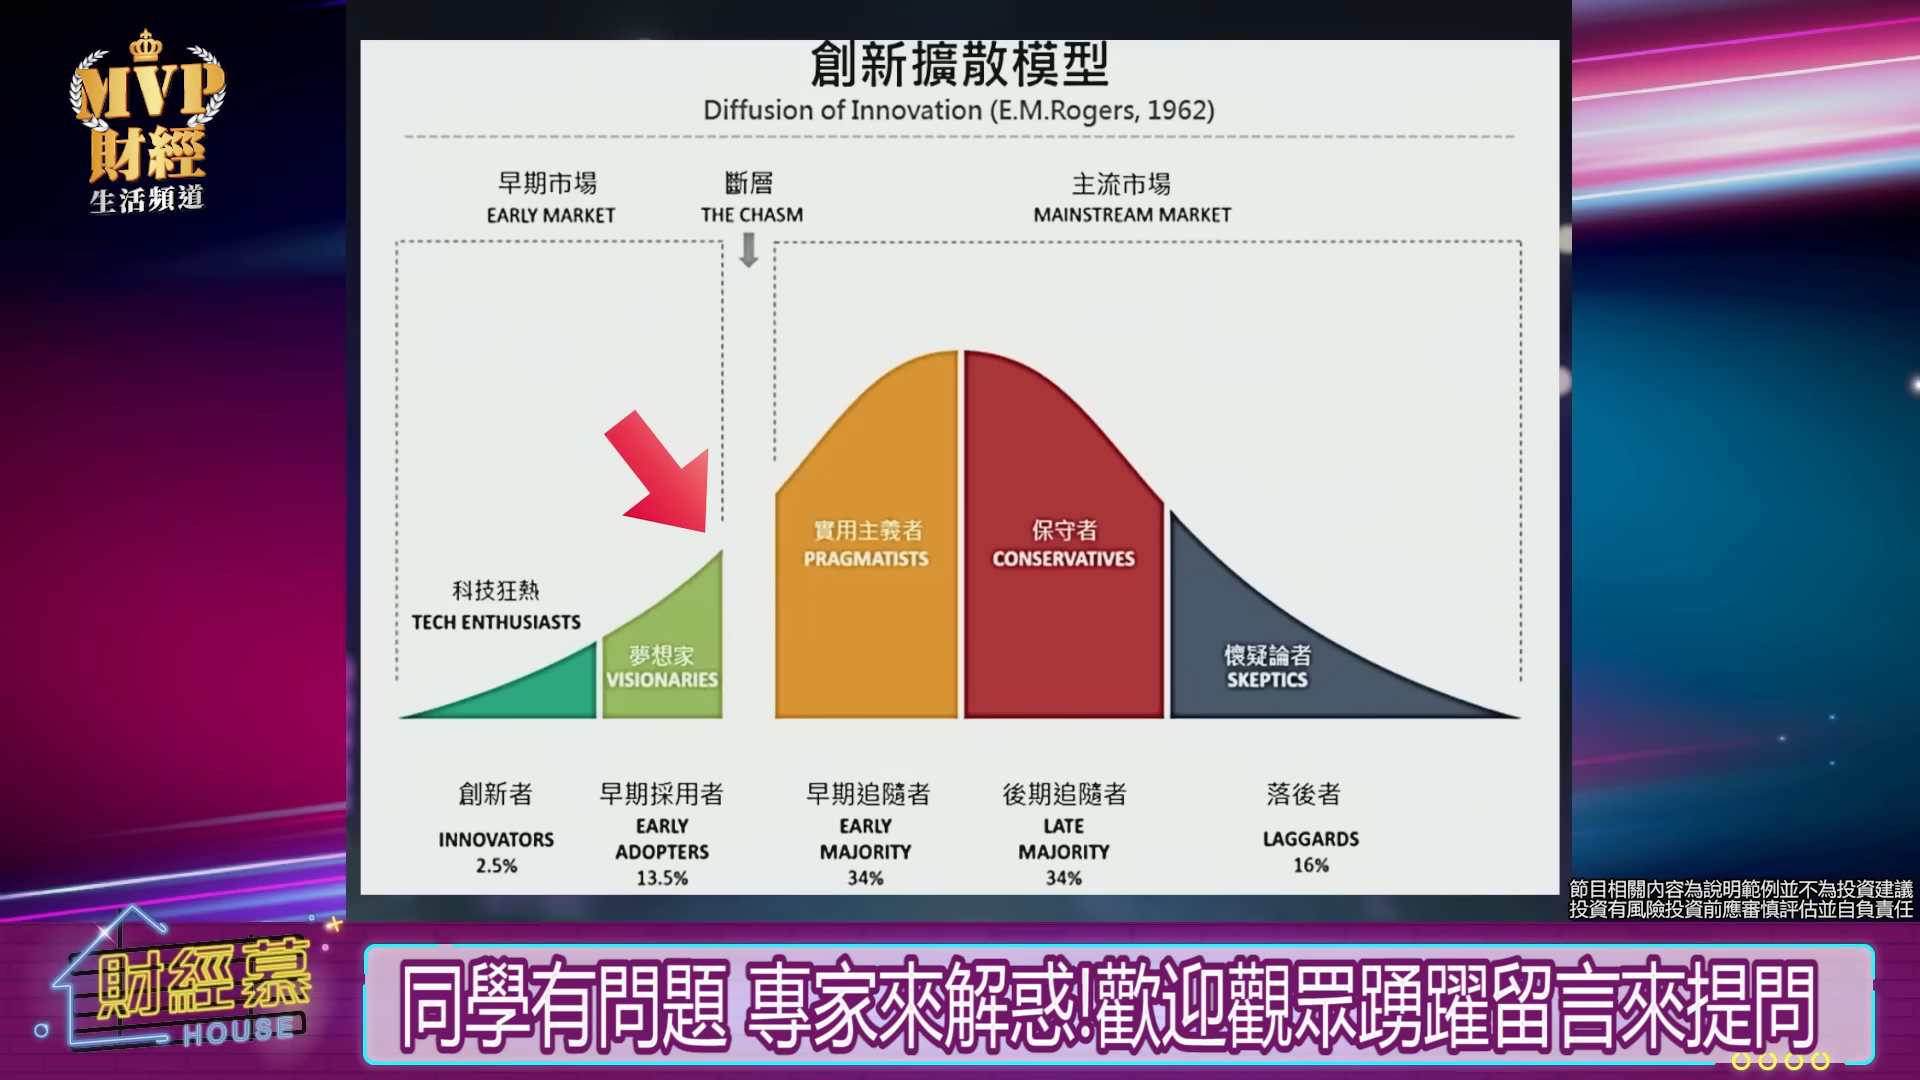 MVP
財經
生活頻道
創新擴散模型
Diffusion of Innovation (E.M.Rogers, 1962)
早期市場
EARLY MARKET
斷層
THE CHASM
主流市場
MAINSTREAM MARKET
科技狂熱
TECH ENTHUSIASTS
夢想家
VISIONARIES
實用主義者
PRAGMATISTS
保守者
CONSERVATIVES
懷疑論者
SKEPTICS
創新者
INNOVATORS
2.5%
早期採用者
EARLY
ADOPTERS
13.5%
早期追隨者
EARLY
MAJORITY
34%
後期追隨者
LATE
MAJORITY
34%
落後者
LAGGARDS
16%
節目相關內容為說明範例並不為投資建議
投資有風險投資前應審慎評估並自負責任
財經慕
HOUSE
同學有問題 專家來解惑!歡迎觀眾踴躍留言來提問